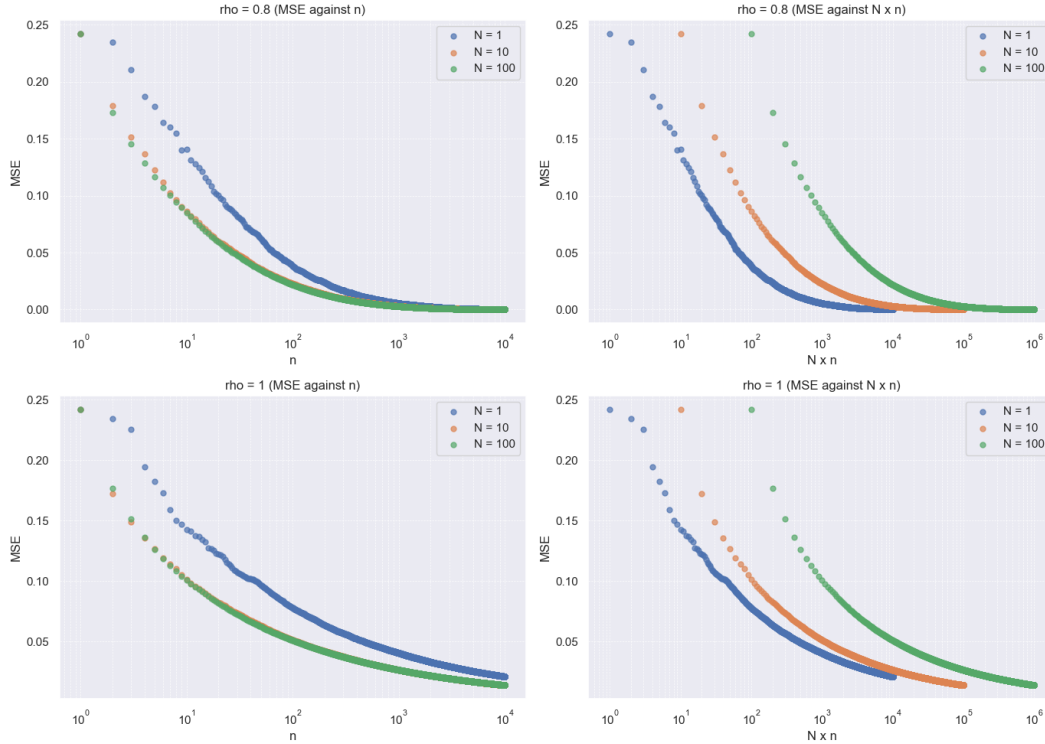 rho = 0.8 (MSE against n)
0.25
0.20
0.15
0.10
0.05
0.00
MSE
10^0 10^1 10^2 10^3 10^4
n
N = 1
N = 10
N = 100
rho = 0.8 (MSE against N x n)
0.25
0.20
0.15
0.10
0.05
0.00
MSE
10^0 10^1 10^2 10^3 10^4 10^5 10^6
N x n
N = 1
N = 10
N = 100
rho = 1 (MSE against n)
0.25
0.20
0.15
0.10
0.05
MSE
10^0 10^1 10^2 10^3 10^4
n
N = 1
N = 10
N = 100
rho = 1 (MSE against N x n)
0.25
0.20
0.15
0.10
0.05
MSE
10^0 10^1 10^2 10^3 10^4 10^5 10^6
N x n
N = 1
N = 10
N = 100